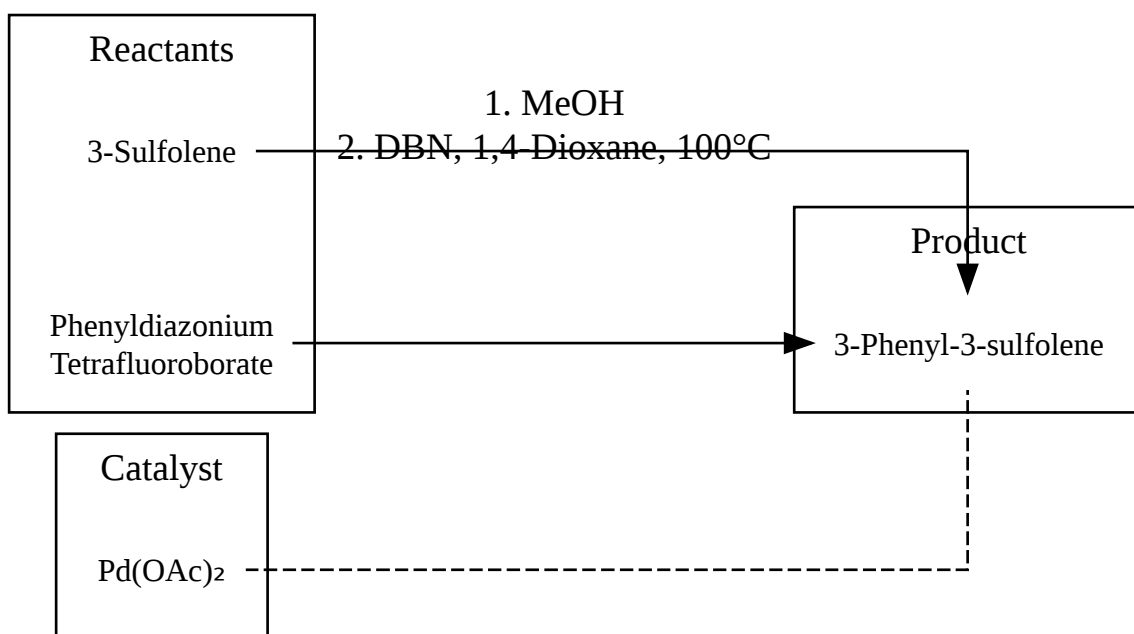 Reactants
3-Sulfolene
Phenyldiazonium
Tetrafluoroborate
1. MeOH
2. DBN, 1,4-Dioxane, 100°C
Product
3-Phenyl-3-sulfolene
Catalyst
Pd(OAc)₂